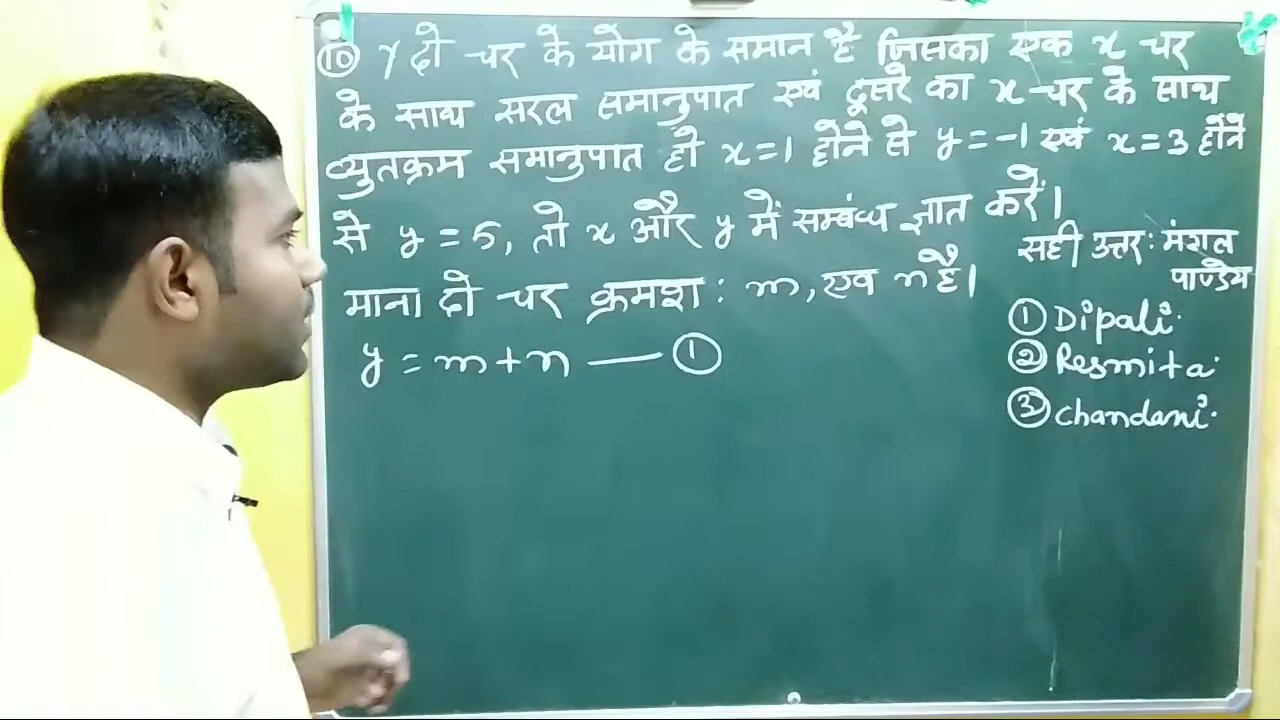 ⑩ y दो चर के योग के समान है जिसका एक x चर
के साथ सरल समानुपात एवं दूसरे का x चर के साथ
व्युतक्रम समानुपात हो x=1 होने से y=-1 एवं x=3 होने
से y=5, तो x और y में सम्बंध ज्ञात करें।
सही उत्तर: मंगल
पाण्डेय
माना दो चर क्रमश: m, एव n है।
① Dipali.
y = m+n — ①
② Resmita.
③ chandani.